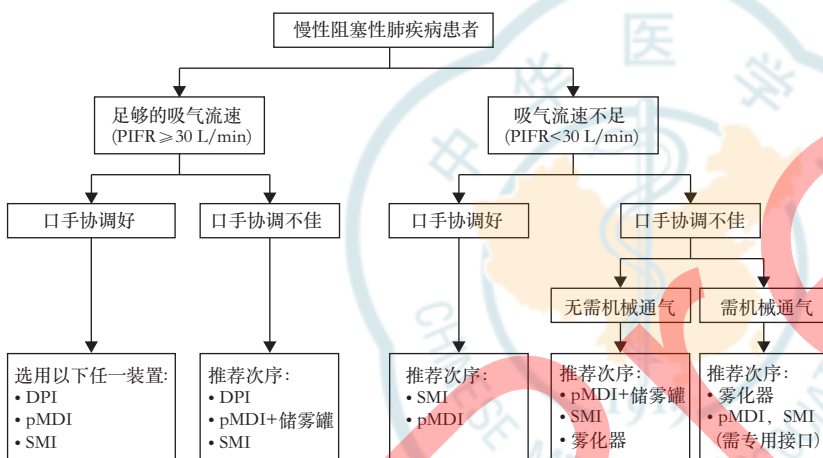 慢性阻塞性肺疾病患者
足够的吸气流速
(PIFR≥30 L/min)
吸气流速不足
(PIFR<30 L/min)
口手协调好
口手协调不佳
口手协调好
口手协调不佳
无需机械通气
需机械通气
选用以下任一装置:
• DPI
• pMDI
• SMI
推荐次序:
• DPI
• pMDI+储雾罐
• SMI
推荐次序:
• SMI
• pMDI
推荐次序:
• pMDI+储雾罐
• SMI
• 雾化器
推荐次序:
• 雾化器
• pMDI, SMI
(需专用接口)
中华医学
CHINESE